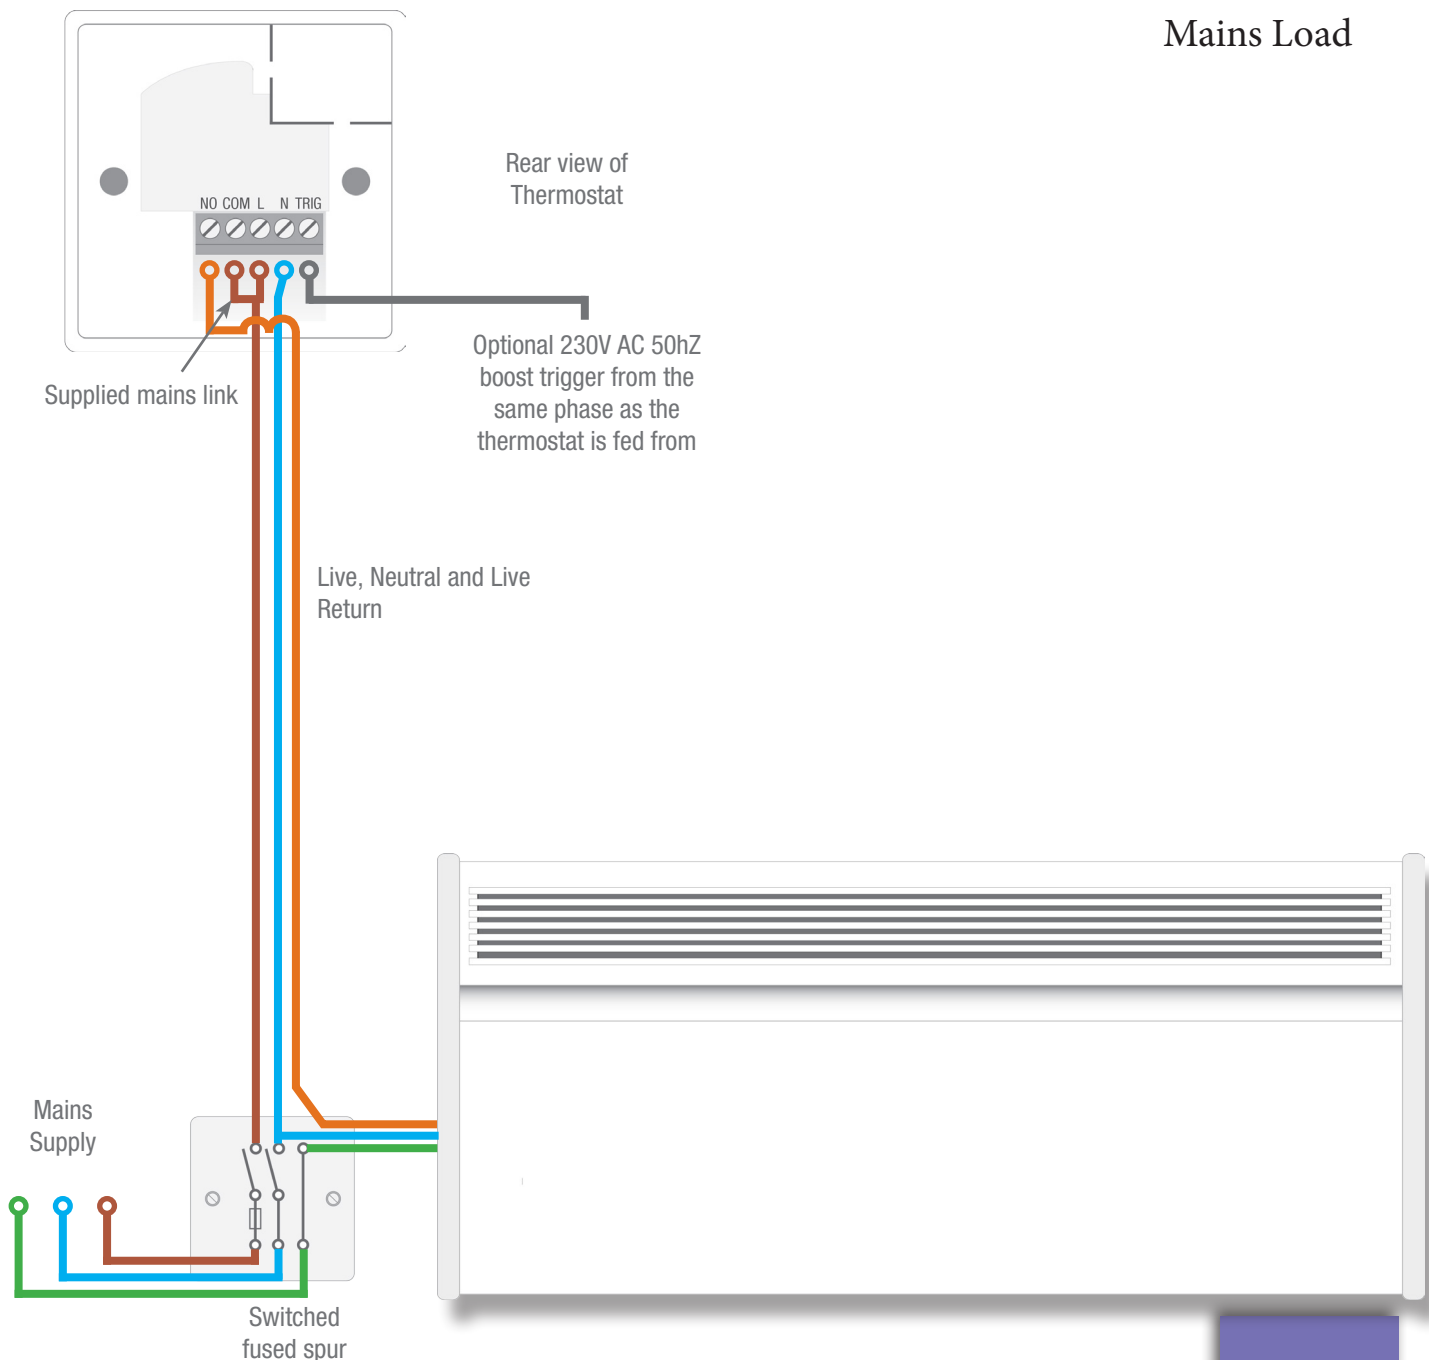 Mains Load
Rear view of
Thermostat
NO COM L N TRIG
Optional 230V AC 50hZ
boost trigger from the
same phase as the
thermostat is fed from
Supplied mains link
Live, Neutral and Live
Return
Mains
Supply
Switched
fused spur